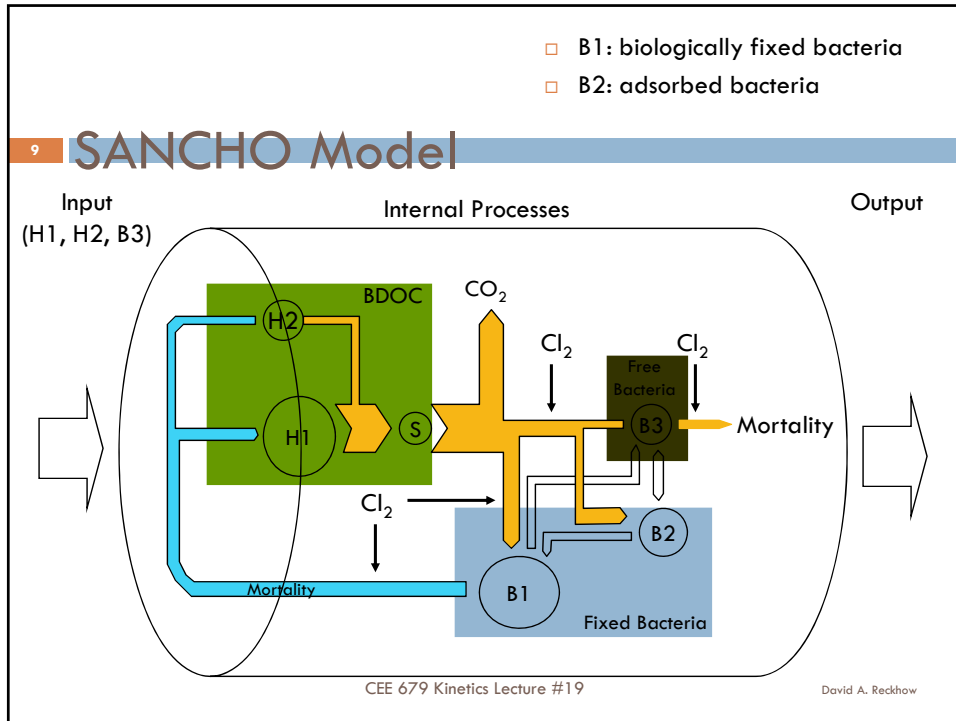 B1: biologically fixed bacteria
B2: adsorbed bacteria
9
SANCHO Model
Input
(H1, H2, B3)
Internal Processes
Output
BDOC
CO2
H2
Cl2
Cl2
Free
Bacteria
H1
S
B3
Mortality
Cl2
B2
B1
Mortality
Fixed Bacteria
CEE 679 Kinetics Lecture #19
David A. Reckhow